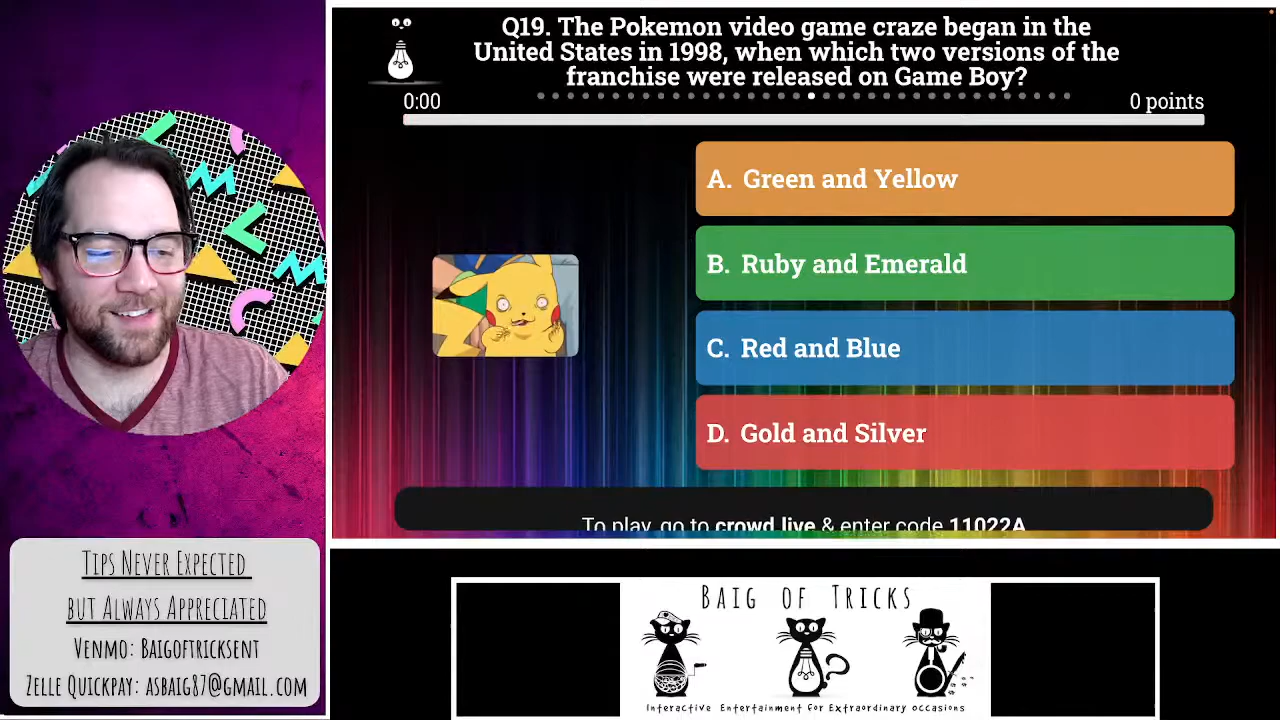 Q19. The Pokemon video game craze began in the
United States in 1998, when which two versions of the
franchise were released on Game Boy?
0:00
0 points
A. Green and Yellow
B. Ruby and Emerald
C. Red and Blue
D. Gold and Silver
To play, go to crowd.live & enter code 11022A
Tips Never Expected
but Always Appreciated
Venmo: Baigoftricksent
Zelle Quickpay: asbaig87@gmail.com
Baig of Tricks
Interactive Entertainment for Extraordinary Occasions